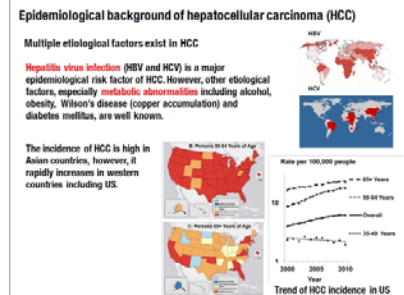 Epidemiological background of hepatocellular carcinoma (HCC)
Multiple etiological factors exist in HCC
HBV
Hepatitis virus infection (HBV and HCV) is a major
epidemiological risk factor of HCC. However, other etiological
factors, especially metabolic abnormalities including alcohol,
obesity, Wilson's disease (copper accumulation) and
diabetes mellitus, are well known.
HCV
The incidence of HCC is high in
Asian countries, however, it
rapidly increases in western
countries including US.
B: Persons 50-64 Years of Age
C: Persons 65+ Years of Age
Rate per 100,000 people
65+ Years
50-64 Years
Overall
35-49 Years
10
1
2000 2005 2010
Year
Trend of HCC incidence in US